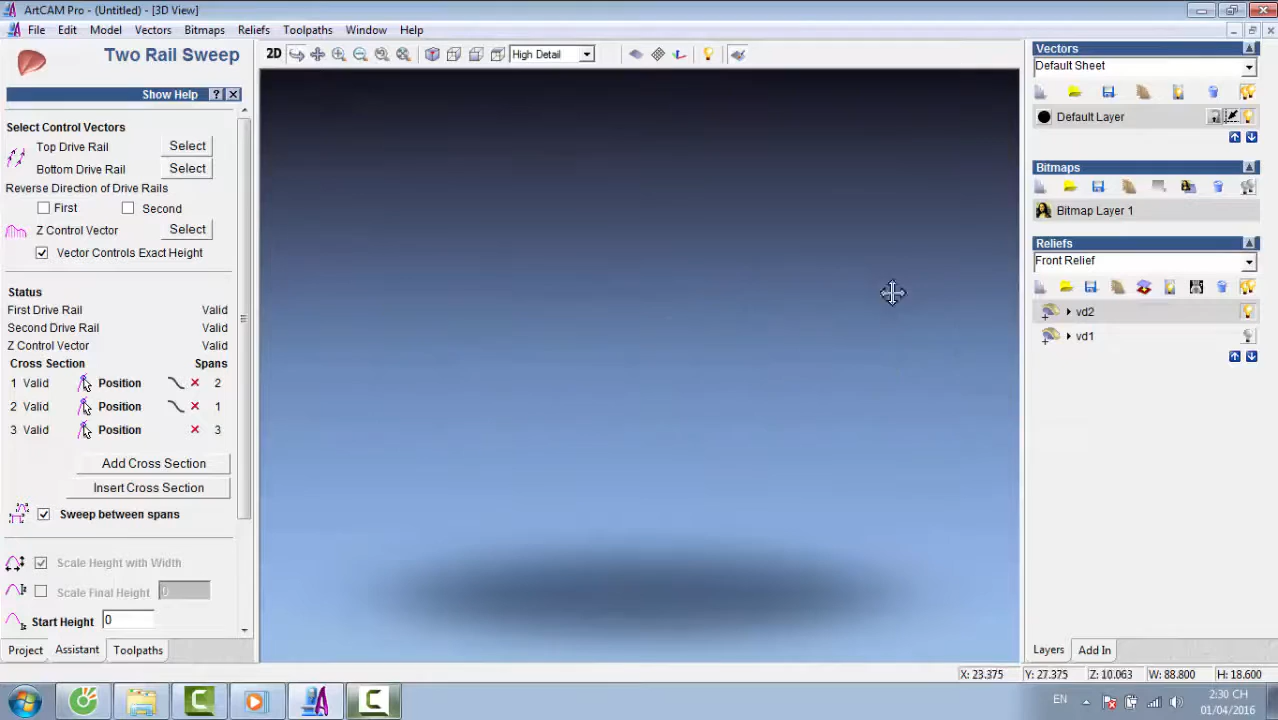 ArtCAM Pro - (Untitled) - [3D View]
File Edit Model Vectors Bitmaps Reliefs Toolpaths Window Help
Two Rail Sweep
Show Help ?
Select Control Vectors
Top Drive Rail Select
Bottom Drive Rail Select
Reverse Direction of Drive Rails
First Second
Z Control Vector Select
Vector Controls Exact Height
Status
First Drive Rail Valid
Second Drive Rail Valid
Z Control Vector Valid
Cross Section Spans
1 Valid Position 2
2 Valid Position 1
3 Valid Position 3
Add Cross Section
Insert Cross Section
Sweep between spans
Scale Height with Width
Scale Final Height 0
Start Height 0
Project Assistant Toolpaths
2D High Detail
Vectors
Default Sheet
Default Layer
Bitmaps
Bitmap Layer 1
Reliefs
Front Relief
vd2
vd1
Layers Add In
X: 23.375 Y: 27.375 Z: 10.063 W: 88.800 H: 18.600
EN 2:30 CH
01/04/2016